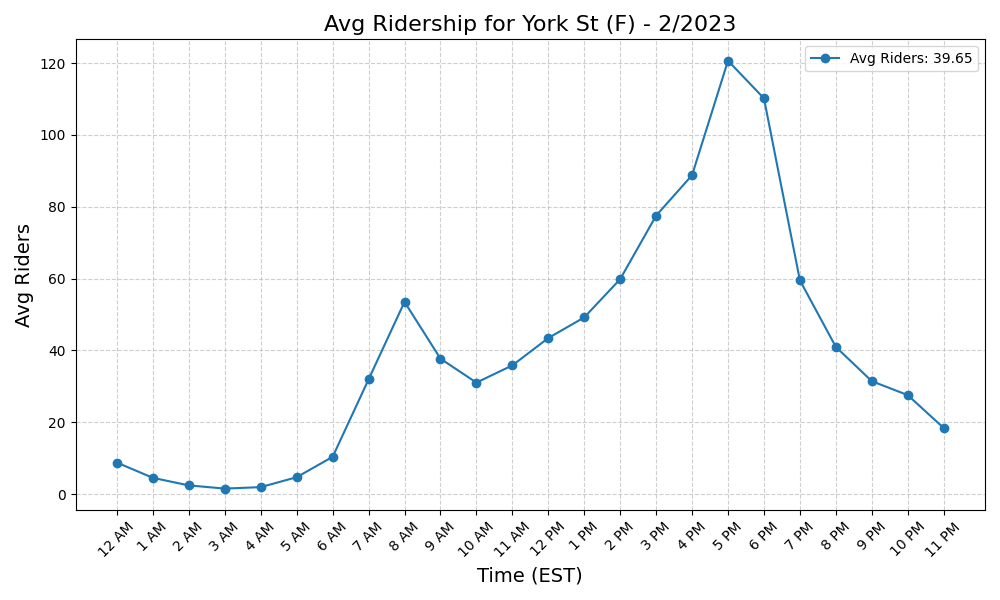 Avg Ridership for York St (F) - 2/2023
Avg Riders: 39.65
Avg Riders
120
100
80
60
40
20
0
12 AM
1 AM
2 AM
3 AM
4 AM
5 AM
6 AM
7 AM
8 AM
9 AM
10 AM
11 AM
12 PM
1 PM
2 PM
3 PM
4 PM
5 PM
6 PM
7 PM
8 PM
9 PM
10 PM
11 PM
Time (EST)